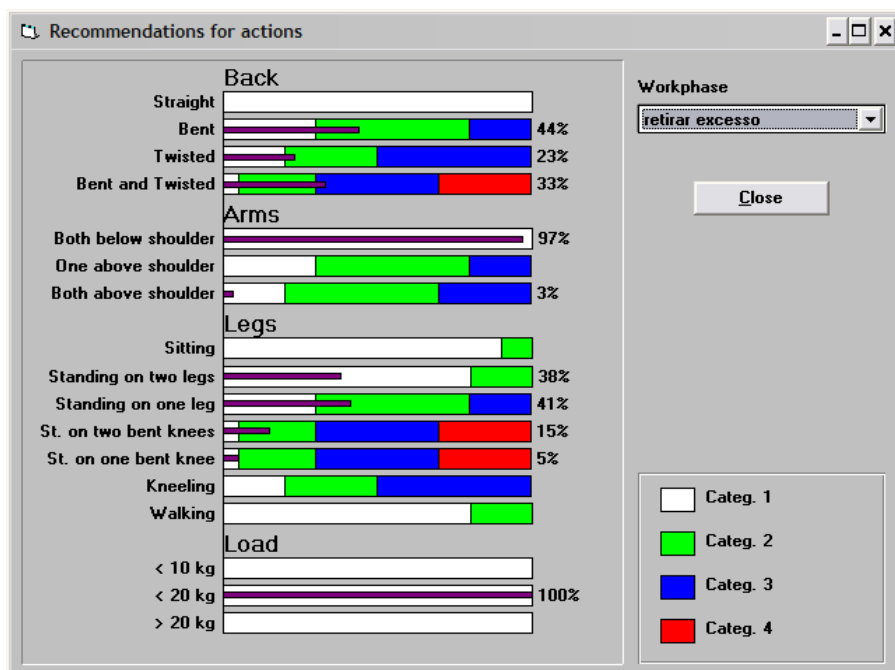 Recommendations for actions
Back
Straight
Bent 44%
Twisted 23%
Bent and Twisted 33%
Arms
Both below shoulder 97%
One above shoulder
Both above shoulder 3%
Legs
Sitting
Standing on two legs 38%
Standing on one leg 41%
St. on two bent knees 15%
St. on one bent knee 5%
Kneeling
Walking
Load
< 10 kg
< 20 kg 100%
> 20 kg
Workphase
retirar excesso
Close
Categ. 1
Categ. 2
Categ. 3
Categ. 4